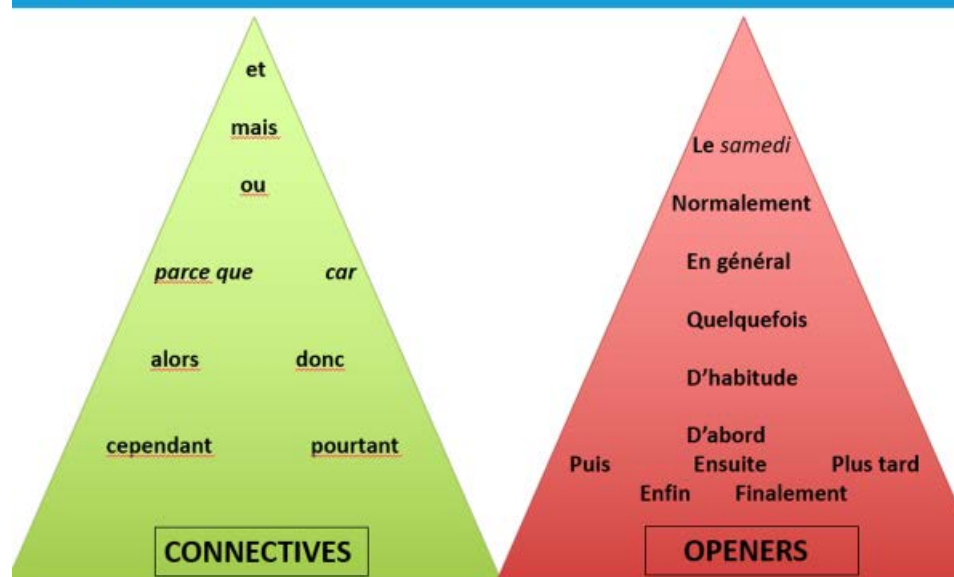 et
mais
ou
parce que car
alors donc
cependant pourtant
CONNECTIVES
Le samedi
Normalement
En général
Quelquefois
D'habitude
D'abord
Puis Ensuite Plus tard
Enfin Finalement
OPENERS